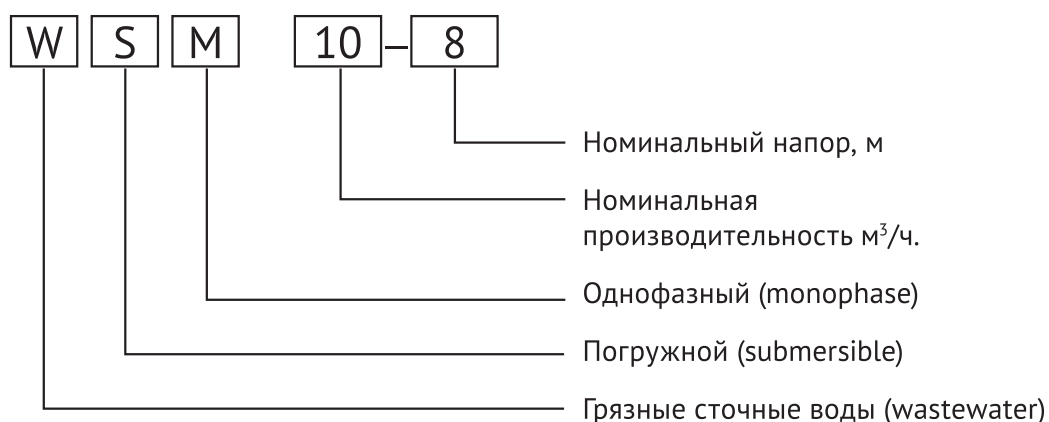 W S M 10–8
Номинальный напор, м
Номинальная
производительность м³/ч.
Однофазный (monophase)
Погружной (submersible)
Грязные сточные воды (wastewater)